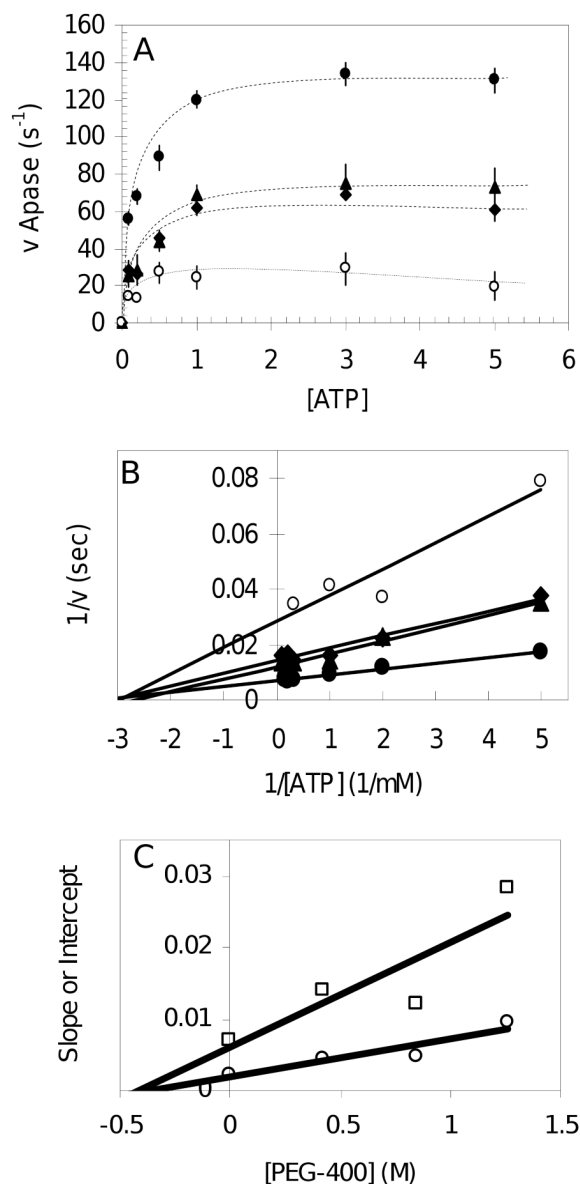 A
160
140
120
100
80
60
40
20
0
v Apase (s⁻¹)
0 1 2 3 4 5 6
[ATP]
B
0.08
0.06
0.04
0.02
0
1/v (sec)
-3 -2 -1 0 1 2 3 4 5
1/[ATP] (1/mM)
C
0.03
0.02
0.01
0
Slope or Intercept
-0.5 0 0.5 1 1.5
[PEG-400] (M)